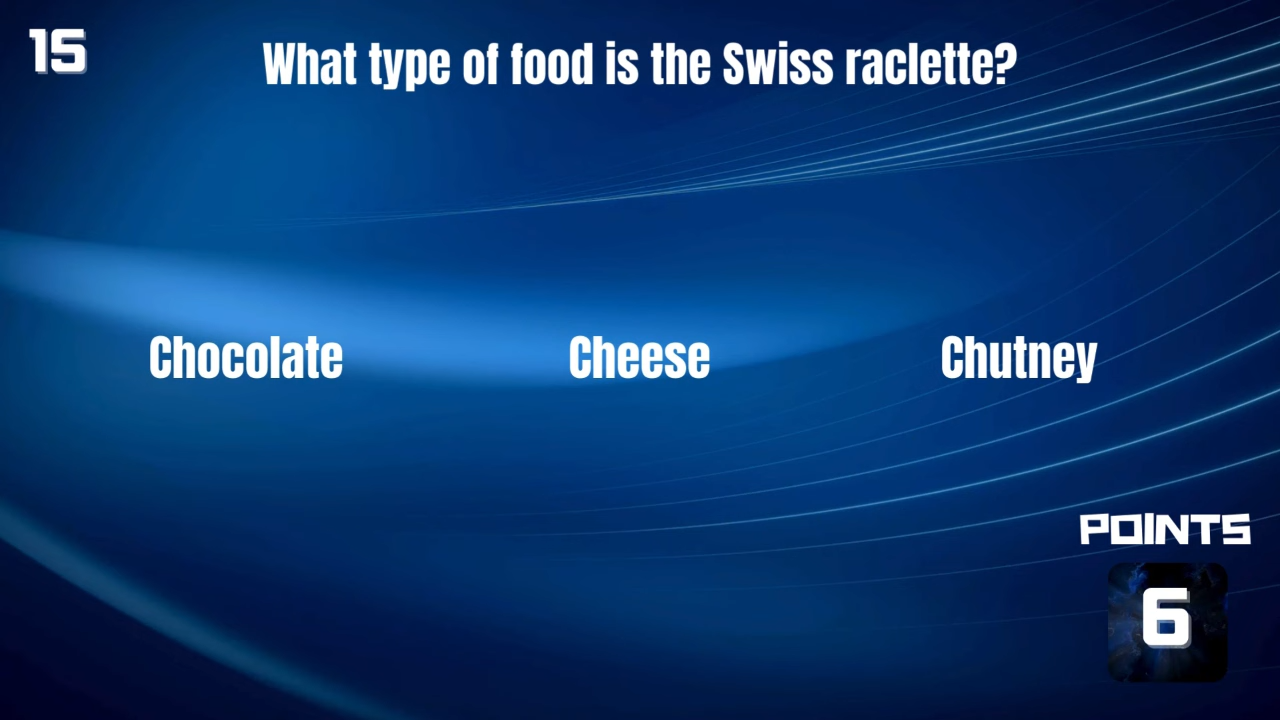 15
What type of food is the Swiss raclette?
Chocolate
Cheese
Chutney
POINTS
6